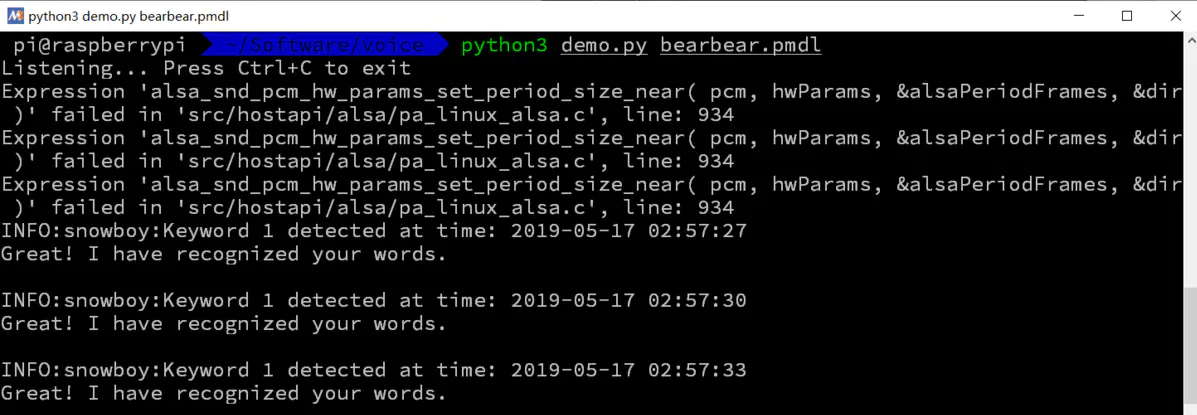 python3 demo.py bearbear.pmdl
pi@raspberrypi ~/Software/voice python3 demo.py bearbear.pmdl
Listening... Press Ctrl+C to exit
Expression 'alsa_snd_pcm_hw_params_set_period_size_near( pcm, hwParams, &alsaPeriodFrames, &dir
 )' failed in 'src/hostapi/alsa/pa_linux_alsa.c', line: 934
Expression 'alsa_snd_pcm_hw_params_set_period_size_near( pcm, hwParams, &alsaPeriodFrames, &dir
 )' failed in 'src/hostapi/alsa/pa_linux_alsa.c', line: 934
Expression 'alsa_snd_pcm_hw_params_set_period_size_near( pcm, hwParams, &alsaPeriodFrames, &dir
 )' failed in 'src/hostapi/alsa/pa_linux_alsa.c', line: 934
INFO:snowboy:Keyword 1 detected at time: 2019-05-17 02:57:27
Great! I have recognized your words.
INFO:snowboy:Keyword 1 detected at time: 2019-05-17 02:57:30
Great! I have recognized your words.
INFO:snowboy:Keyword 1 detected at time: 2019-05-17 02:57:33
Great! I have recognized your words.